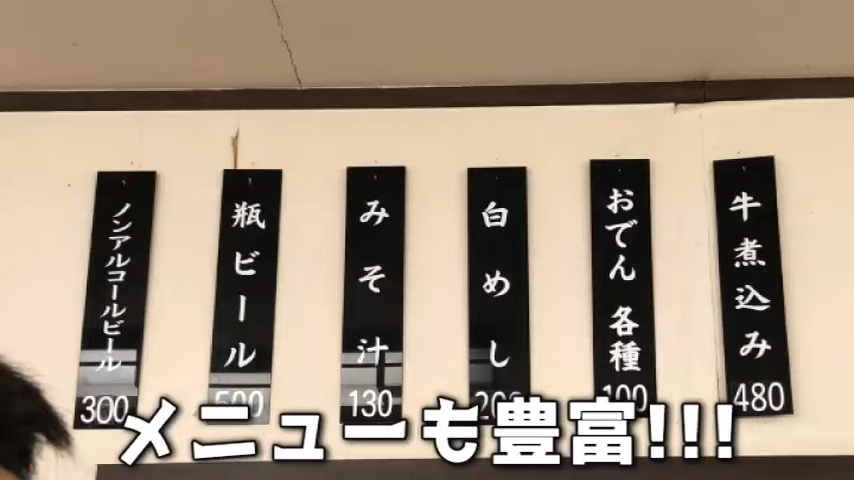 牛煮込み
480
おでん 各種
100
白めし
200
みそ汁
130
瓶ビール
500
ノンアルコールビール
300
メニューも豊富!!!